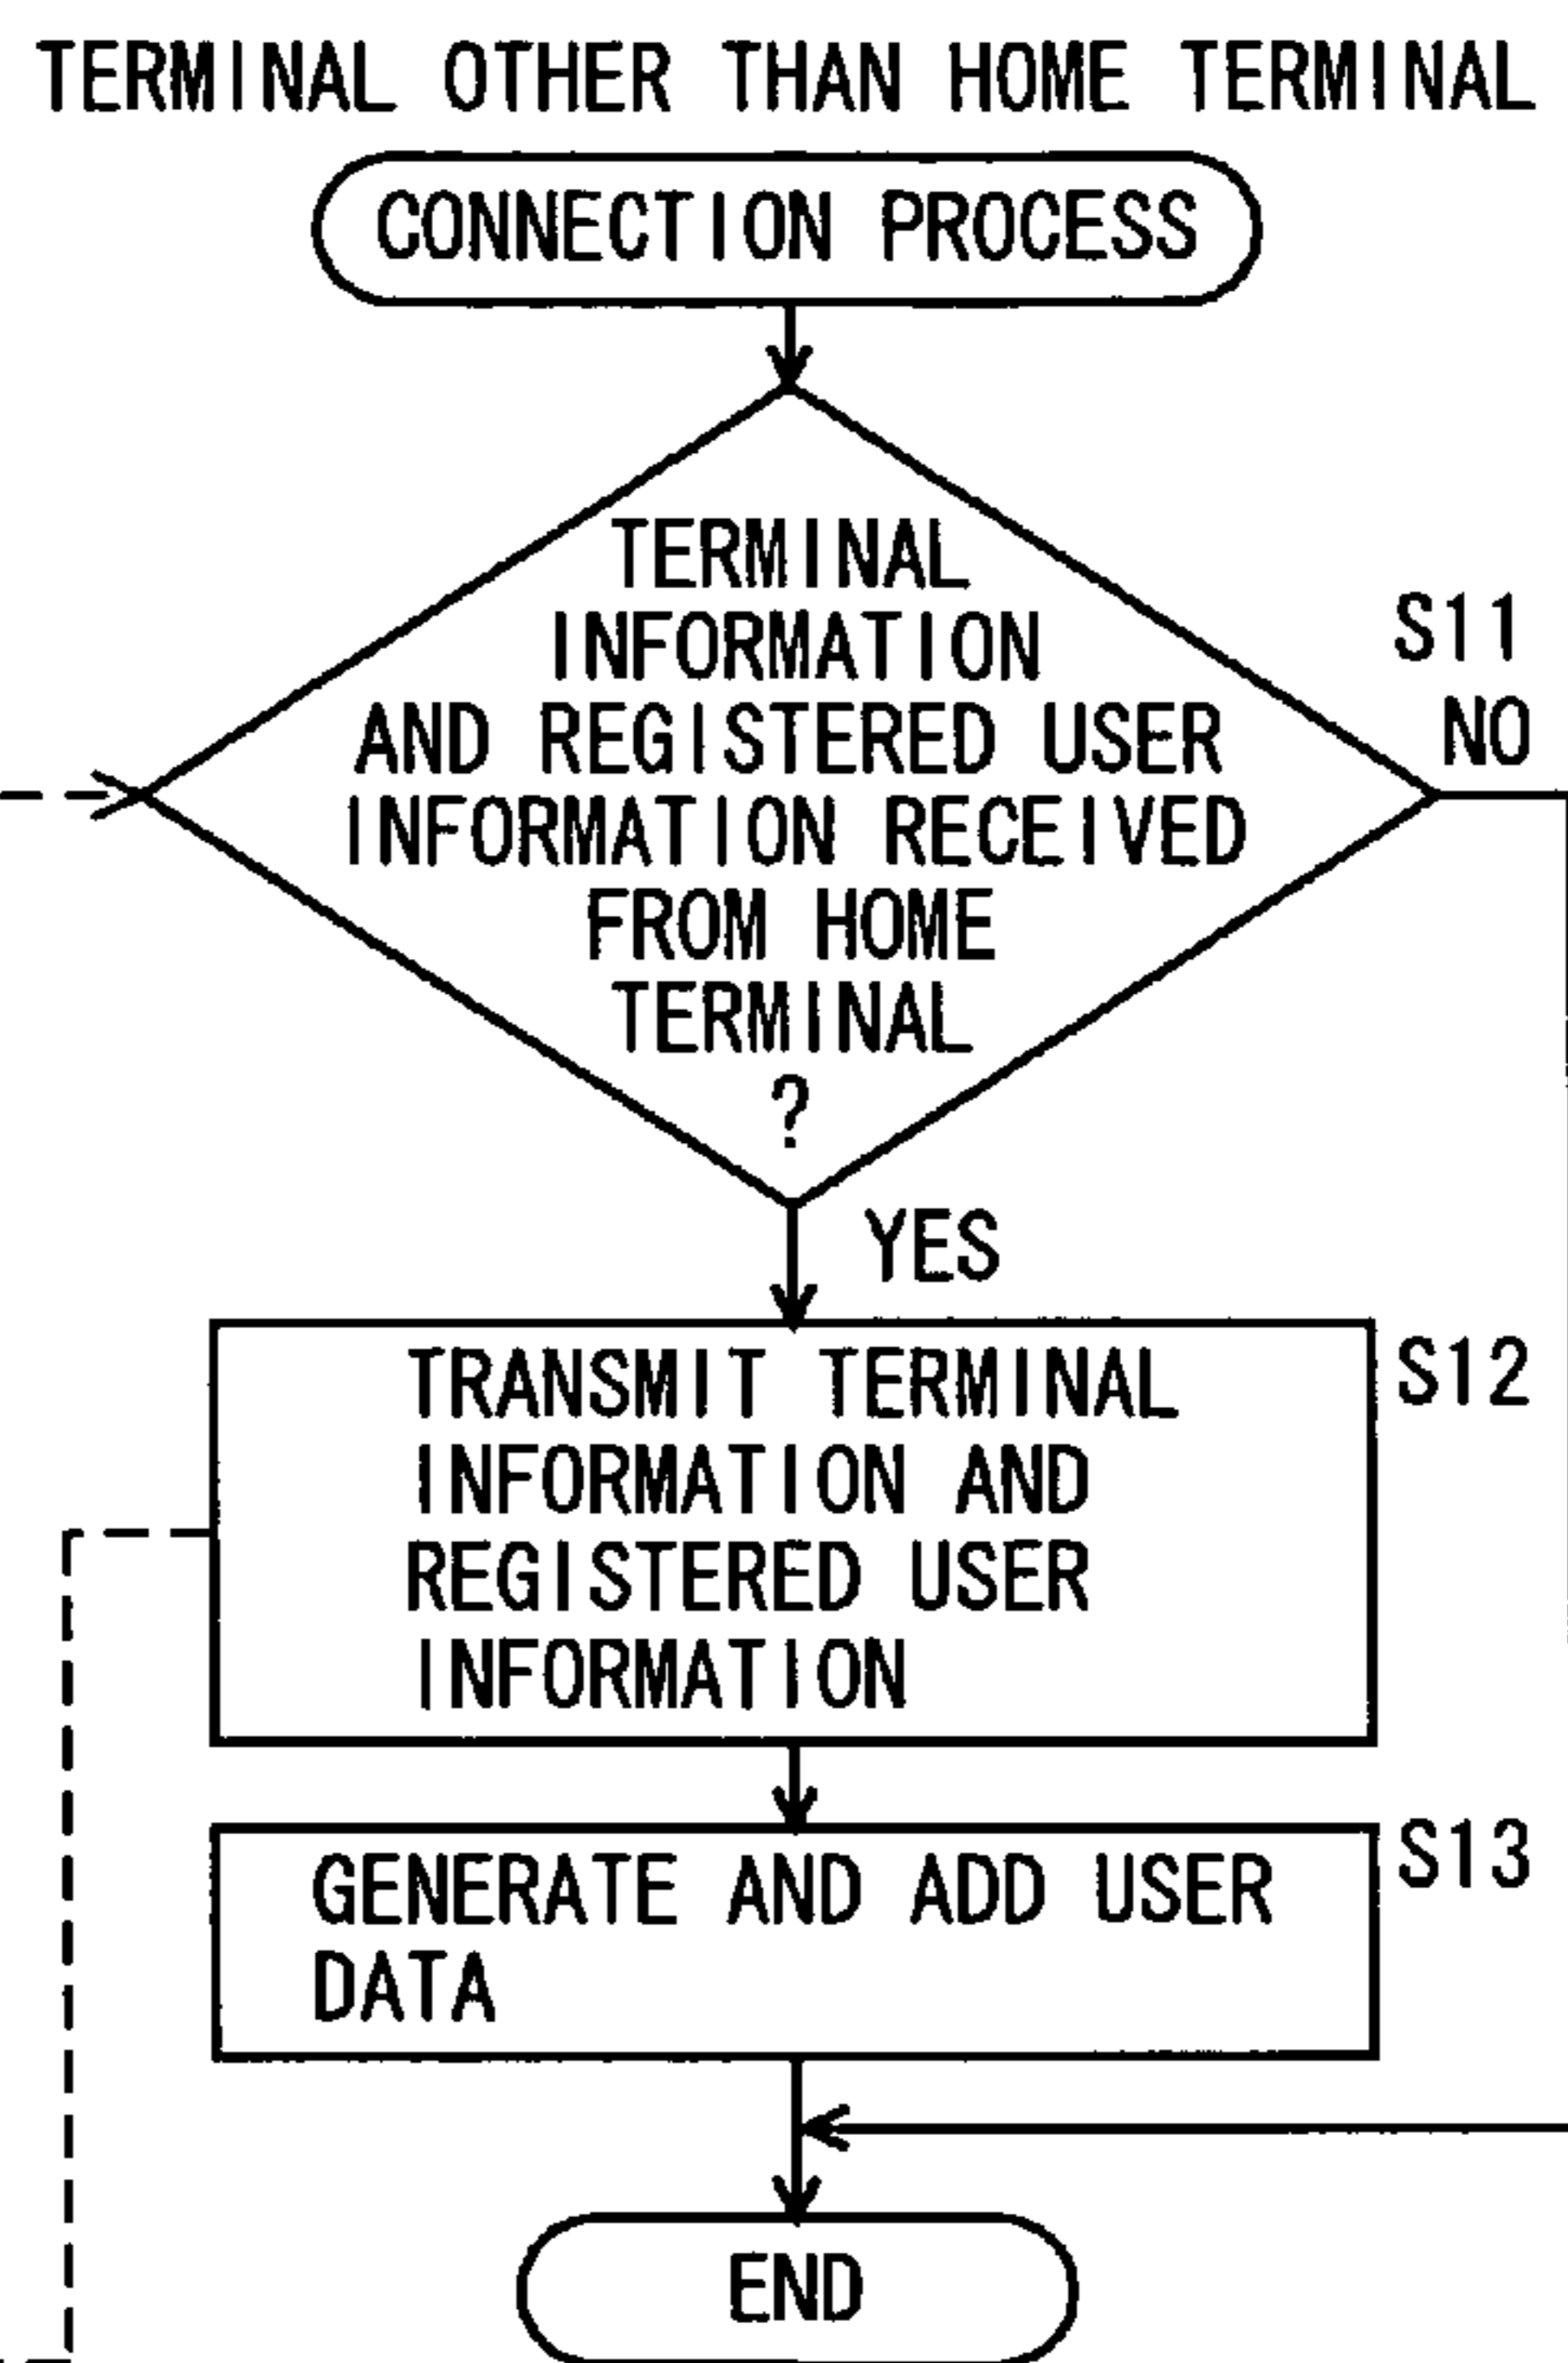 TERMINAL OTHER THAN HOME TERMINAL
CONNECTION PROCESS
TERMINAL
INFORMATION
AND REGISTERED USER
INFORMATION RECEIVED
FROM HOME
TERMINAL
?
S11
NO
YES
TRANSMIT TERMINAL
INFORMATION AND
REGISTERED USER
INFORMATION
S12
GENERATE AND ADD USER
DATA
S13
END